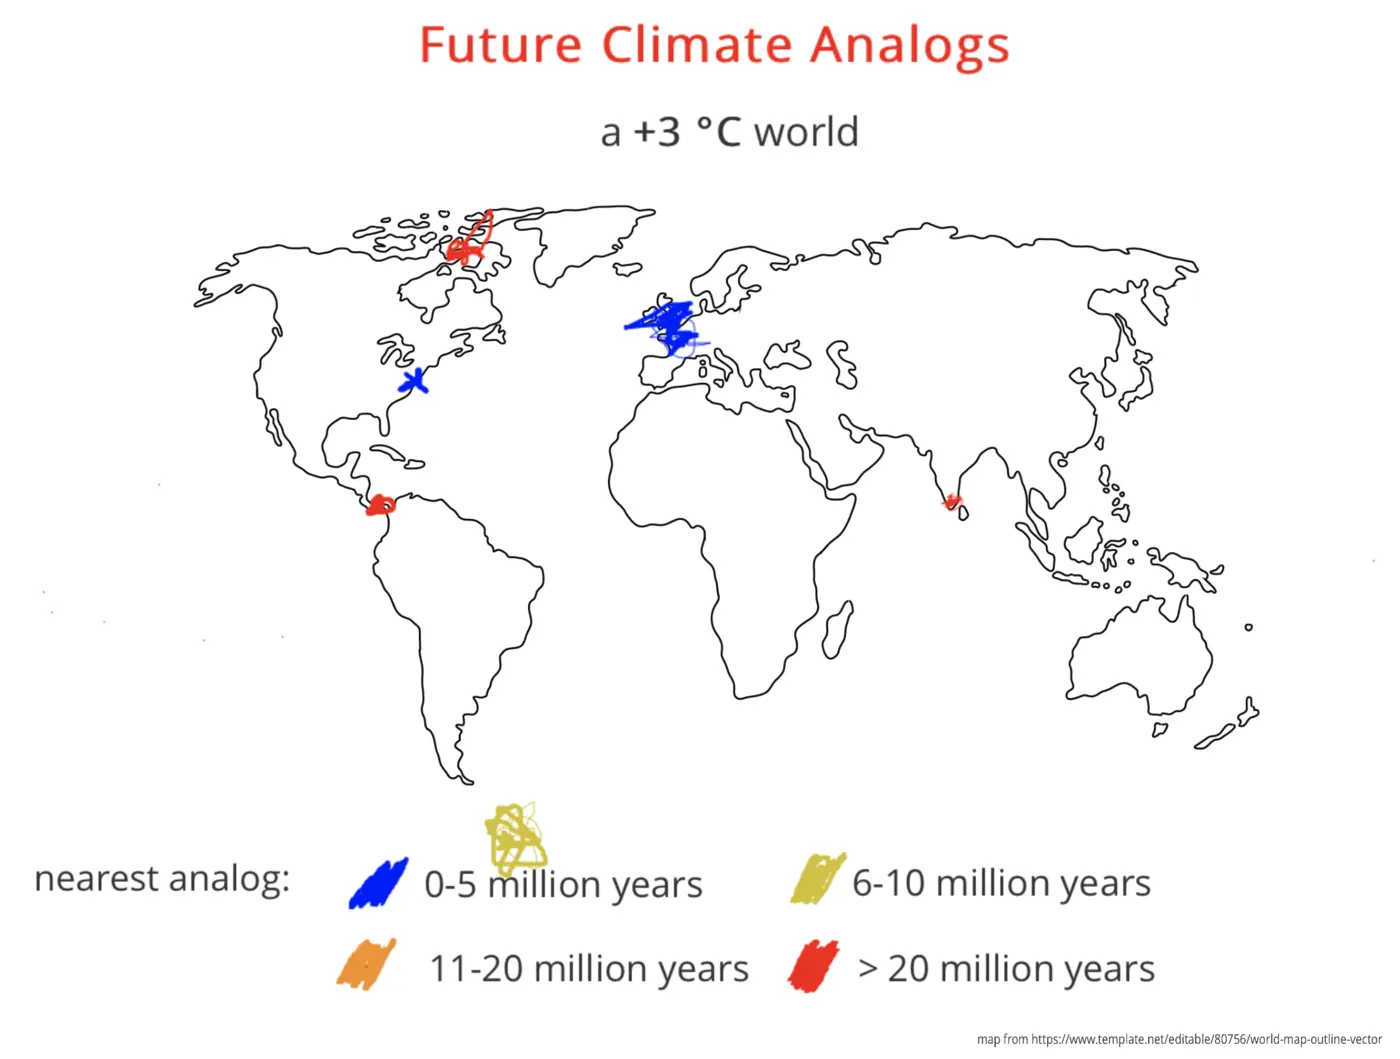 Future Climate Analogs
a +3 °C world
nearest analog:
0-5 million years
6-10 million years
11-20 million years
> 20 million years
map from https://www.template.net/editable/80756/world-map-outline-vector